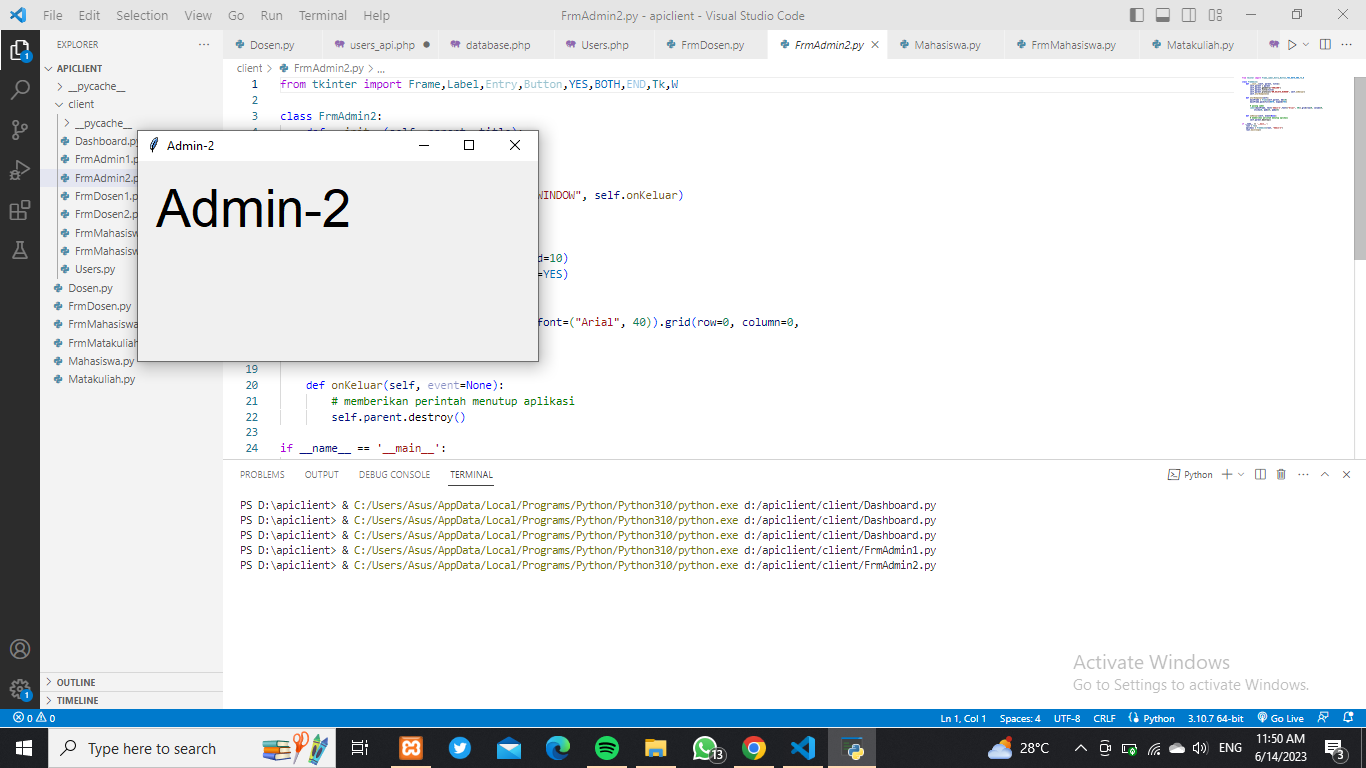 File Edit Selection View Go Run Terminal Help
FrmAdmin2.py - apiclient - Visual Studio Code
EXPLORER
Dosen.py users_api.php database.php Users.php FrmDosen.py FrmAdmin2.py Mahasiswa.py FrmMahasiswa.py Matakuliah.py
client > FrmAdmin2.py > ...
APICLIENT
__pycache__
client
__pycache__
Dashboard.py
FrmAdmin1.p
FrmAdmin2.p
FrmDosen1.p
FrmDosen2.p
FrmMahasisw
FrmMahasisw
Users.py
Dosen.py
FrmDosen.py
FrmMahasiswa
FrmMatakuliah
Mahasiswa.py
Matakuliah.py
OUTLINE
TIMELINE
1 from tkinter import Frame,Label,Entry,Button,YES,BOTH,END,Tk,W
2
3 class FrmAdmin2:
Admin-2
Admin-2
WINDOW", self.onKeluar)
d=10)
=YES)
font=("Arial", 40)).grid(row=0, column=0,
19
20 def onKeluar(self, event=None):
21 # memberikan perintah menutup aplikasi
22 self.parent.destroy()
23
24 if __name__ == '__main__':
PROBLEMS OUTPUT DEBUG CONSOLE TERMINAL
Python
PS D:\apiclient> & C:/Users/Asus/AppData/Local/Programs/Python/Python310/python.exe d:/apiclient/client/Dashboard.py
PS D:\apiclient> & C:/Users/Asus/AppData/Local/Programs/Python/Python310/python.exe d:/apiclient/client/Dashboard.py
PS D:\apiclient> & C:/Users/Asus/AppData/Local/Programs/Python/Python310/python.exe d:/apiclient/client/Dashboard.py
PS D:\apiclient> & C:/Users/Asus/AppData/Local/Programs/Python/Python310/python.exe d:/apiclient/client/FrmAdmin1.py
PS D:\apiclient> & C:/Users/Asus/AppData/Local/Programs/Python/Python310/python.exe d:/apiclient/client/FrmAdmin2.py
Activate Windows
Go to Settings to activate Windows.
0 0 Ln 1, Col 1 Spaces: 4 UTF-8 CRLF Python 3.10.7 64-bit Go Live
Type here to search
13
28°C
ENG
11:50 AM
6/14/2023
3